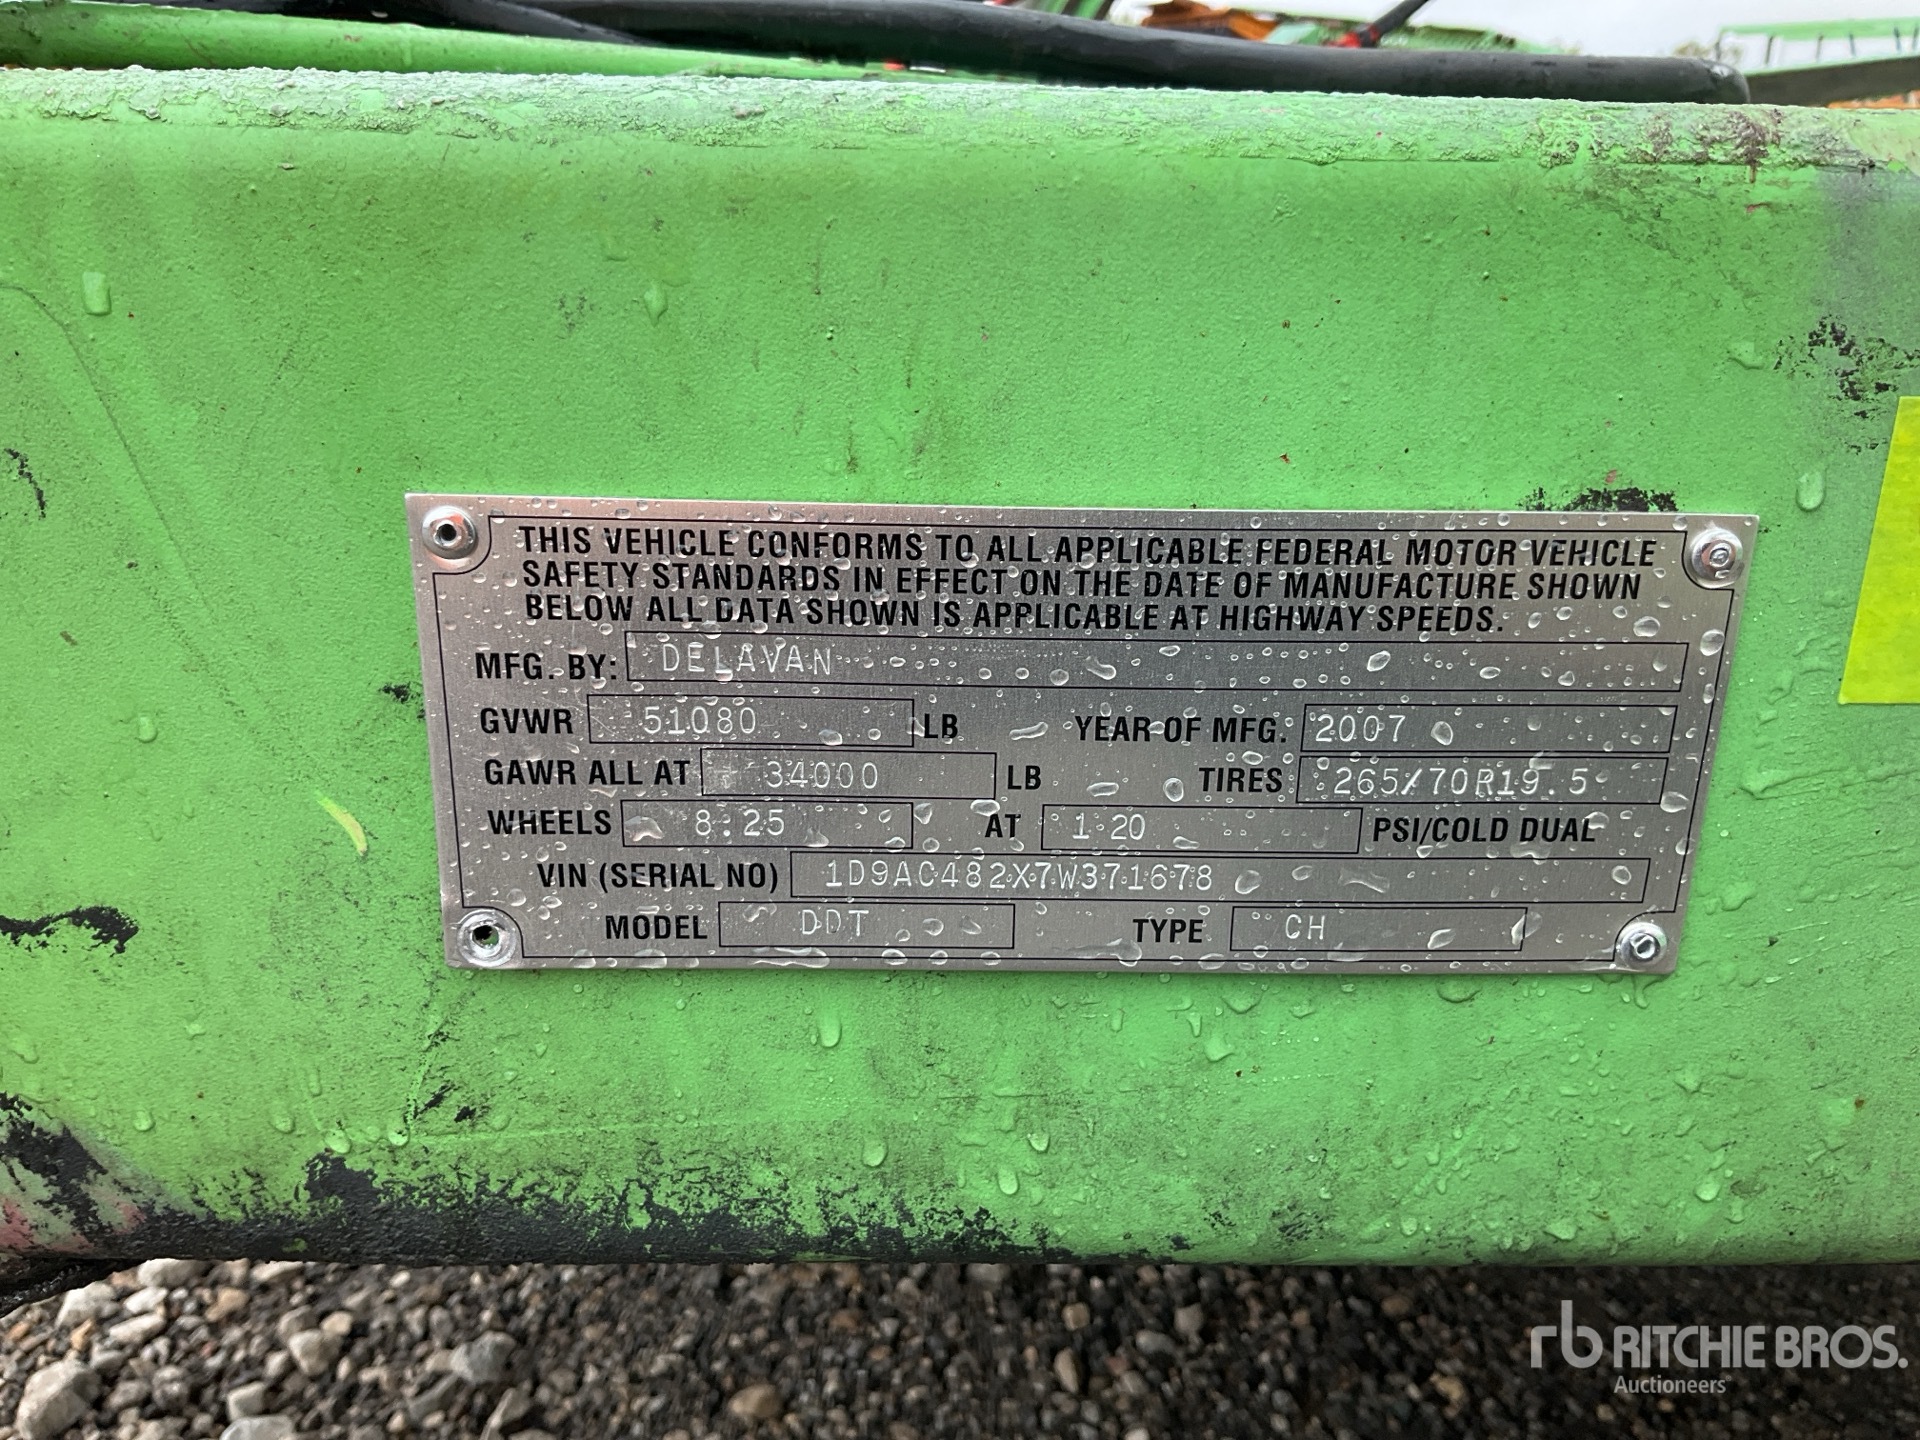 THIS VEHICLE CONFORMS TO ALL APPLICABLE FEDERAL MOTOR VEHICLE
SAFETY STANDARDS IN EFFECT ON THE DATE OF MANUFACTURE SHOWN
BELOW ALL DATA SHOWN IS APPLICABLE AT HIGHWAY SPEEDS.
MFG. BY: DELAVAN
GVWR 51080 LB YEAR OF MFG. 2007
GAWR ALL AT 34000 LB TIRES 265/70R19.5
WHEELS 8.25 AT 120 PSI/COLD DUAL
VIN (SERIAL NO) 1D9AC482X7W371678
MODEL DDT TYPE CH
rb RITCHIE BROS.
Auctioneers